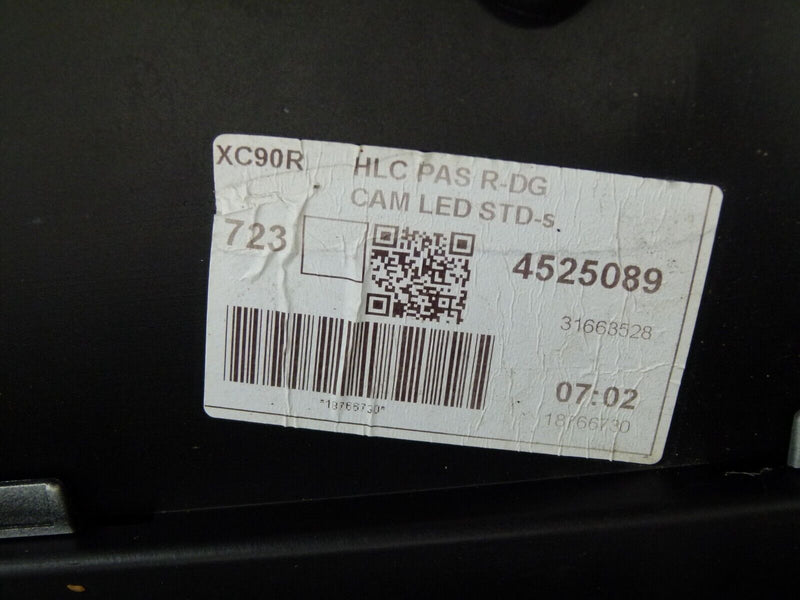 XC90R
HLC PAS R-DG
CAM LED STD-s.
723
4525089
31663528
07:02
*18766730*
18766730